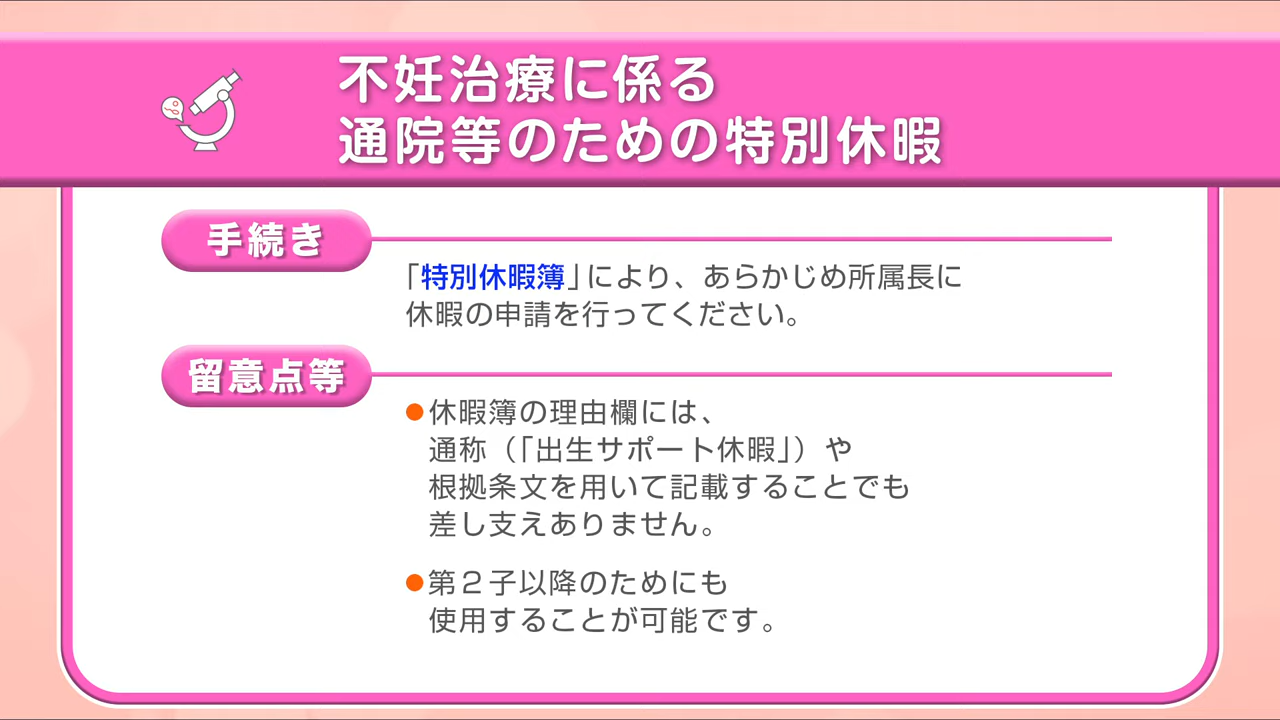 不妊治療に係る
通院等のための特別休暇
手続き
「特別休暇簿」により、あらかじめ所属長に
休暇の申請を行ってください。
留意点等
●休暇簿の理由欄には、
通称（「出生サポート休暇」）や
根拠条文を用いて記載することでも
差し支えありません。
●第２子以降のためにも
使用することが可能です。